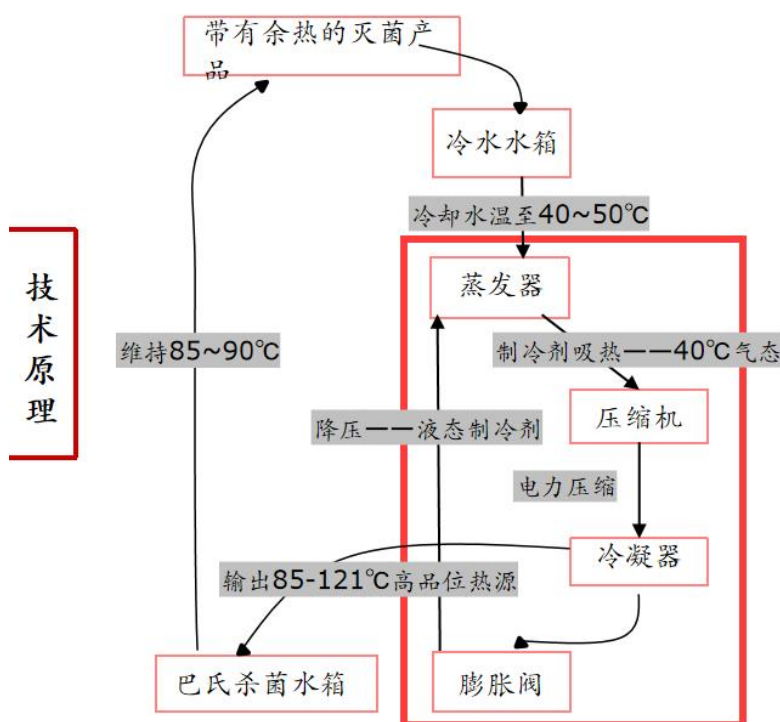 带有余热的灭菌产
品
冷水水箱
冷却水温至40~50℃
蒸发器
技术原理
维持85~90℃
制冷剂吸热——40℃气态
降压——液态制冷剂
压缩机
电力压缩
冷凝器
输出85-121℃高品位热源
巴氏杀菌水箱
膨胀阀